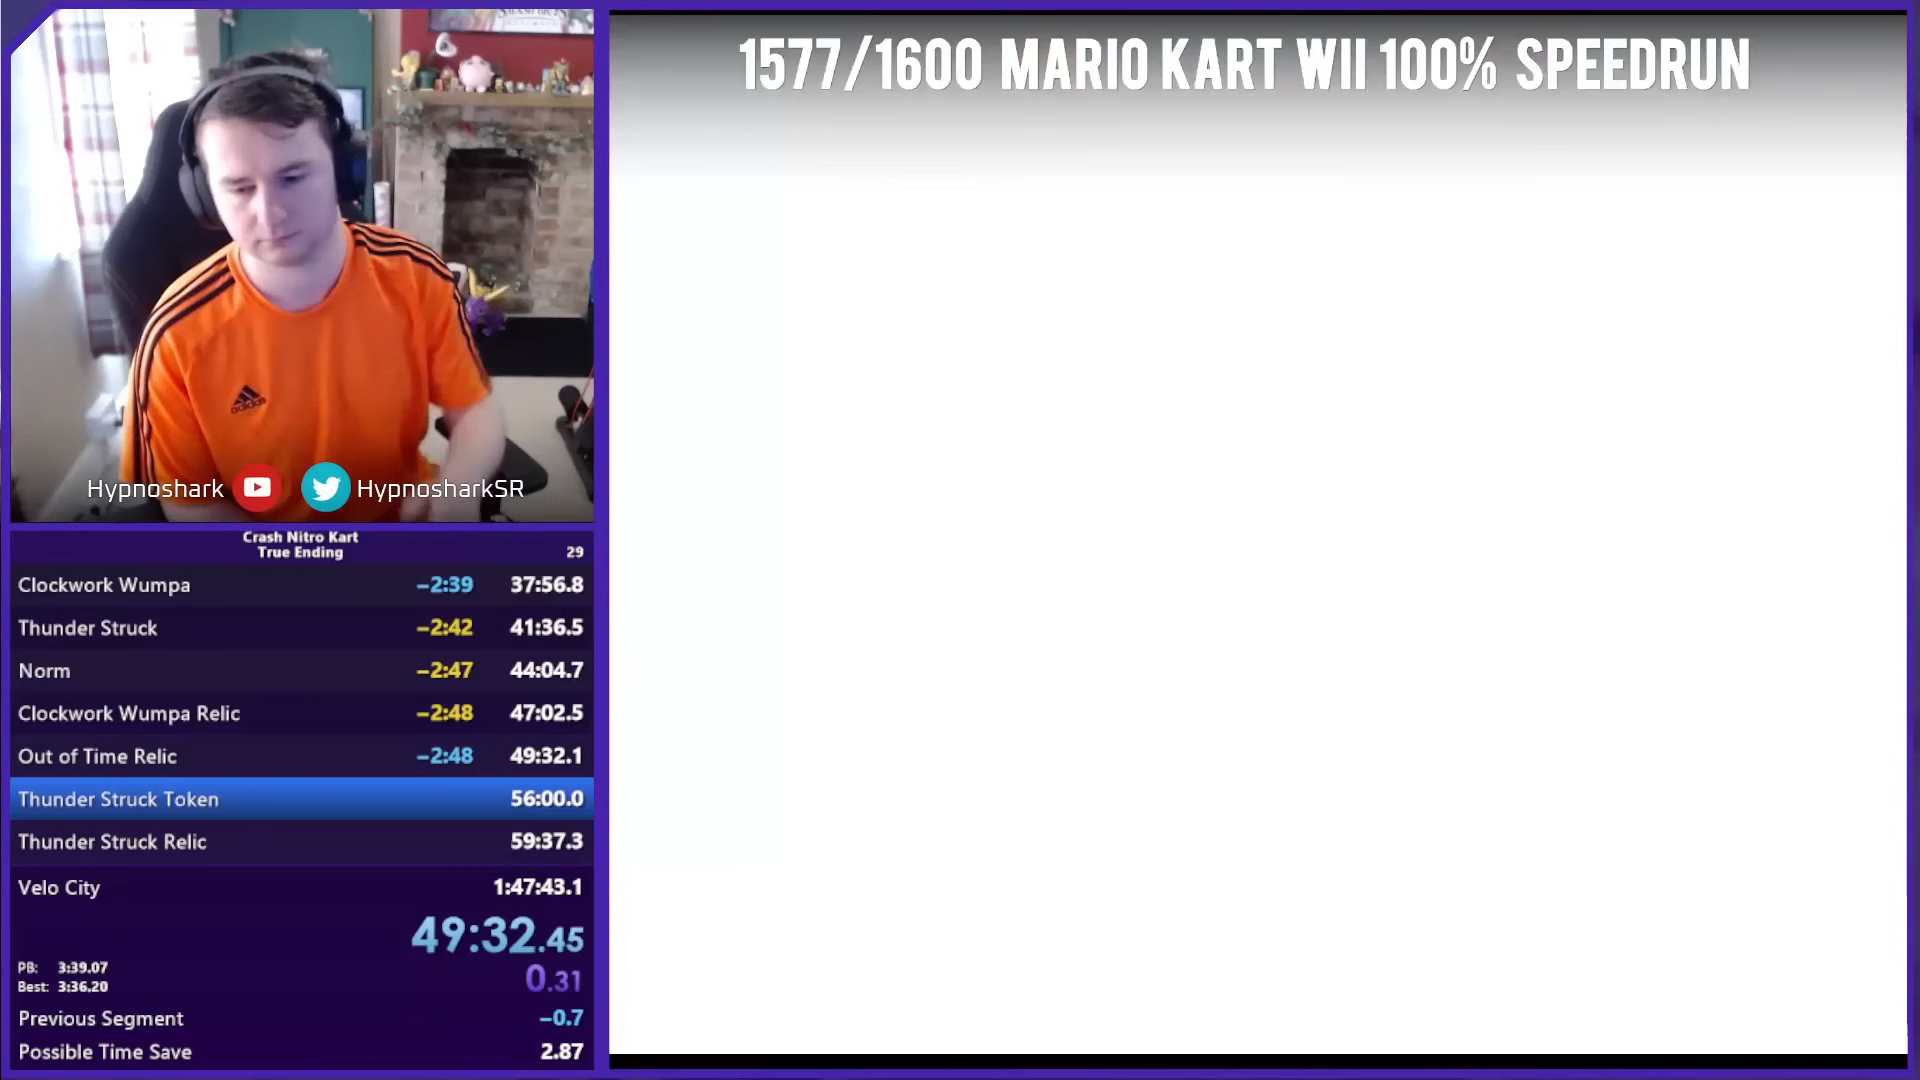 1577/1600 MARIO KART WII 100% SPEEDRUN
adidas
Hypnoshark HypnosharkSR
Crash Nitro Kart
True Ending 29
Clockwork Wumpa −2:39 37:56.8
Thunder Struck −2:42 41:36.5
Norm −2:47 44:04.7
Clockwork Wumpa Relic −2:48 47:02.5
Out of Time Relic −2:48 49:32.1
Thunder Struck Token 56:00.0
Thunder Struck Relic 59:37.3
Velo City 1:47:43.1
49:32.45
PB: 3:39.07
Best: 3:36.20
0.31
Previous Segment −0.7
Possible Time Save 2.87